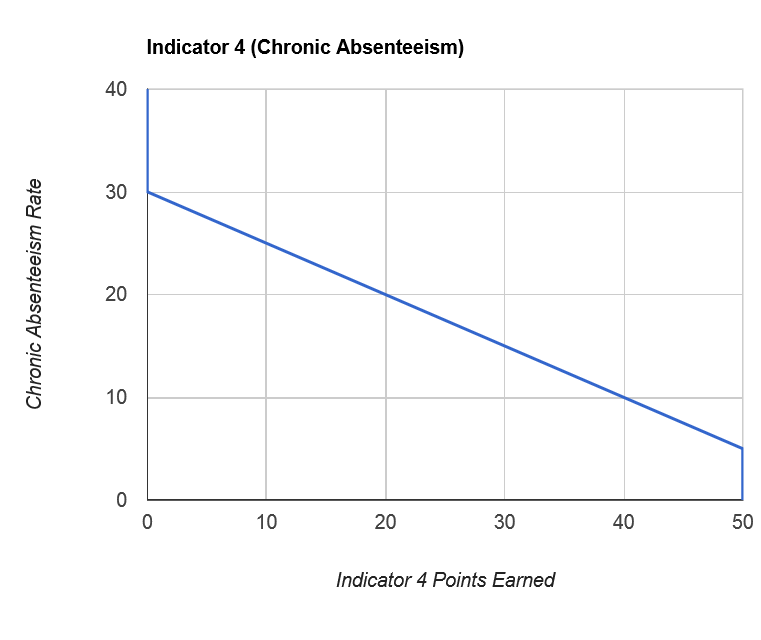 Indicator 4 (Chronic Absenteeism)
Chronic Absenteeism Rate
40
30
20
10
0
0 10 20 30 40 50
Indicator 4 Points Earned